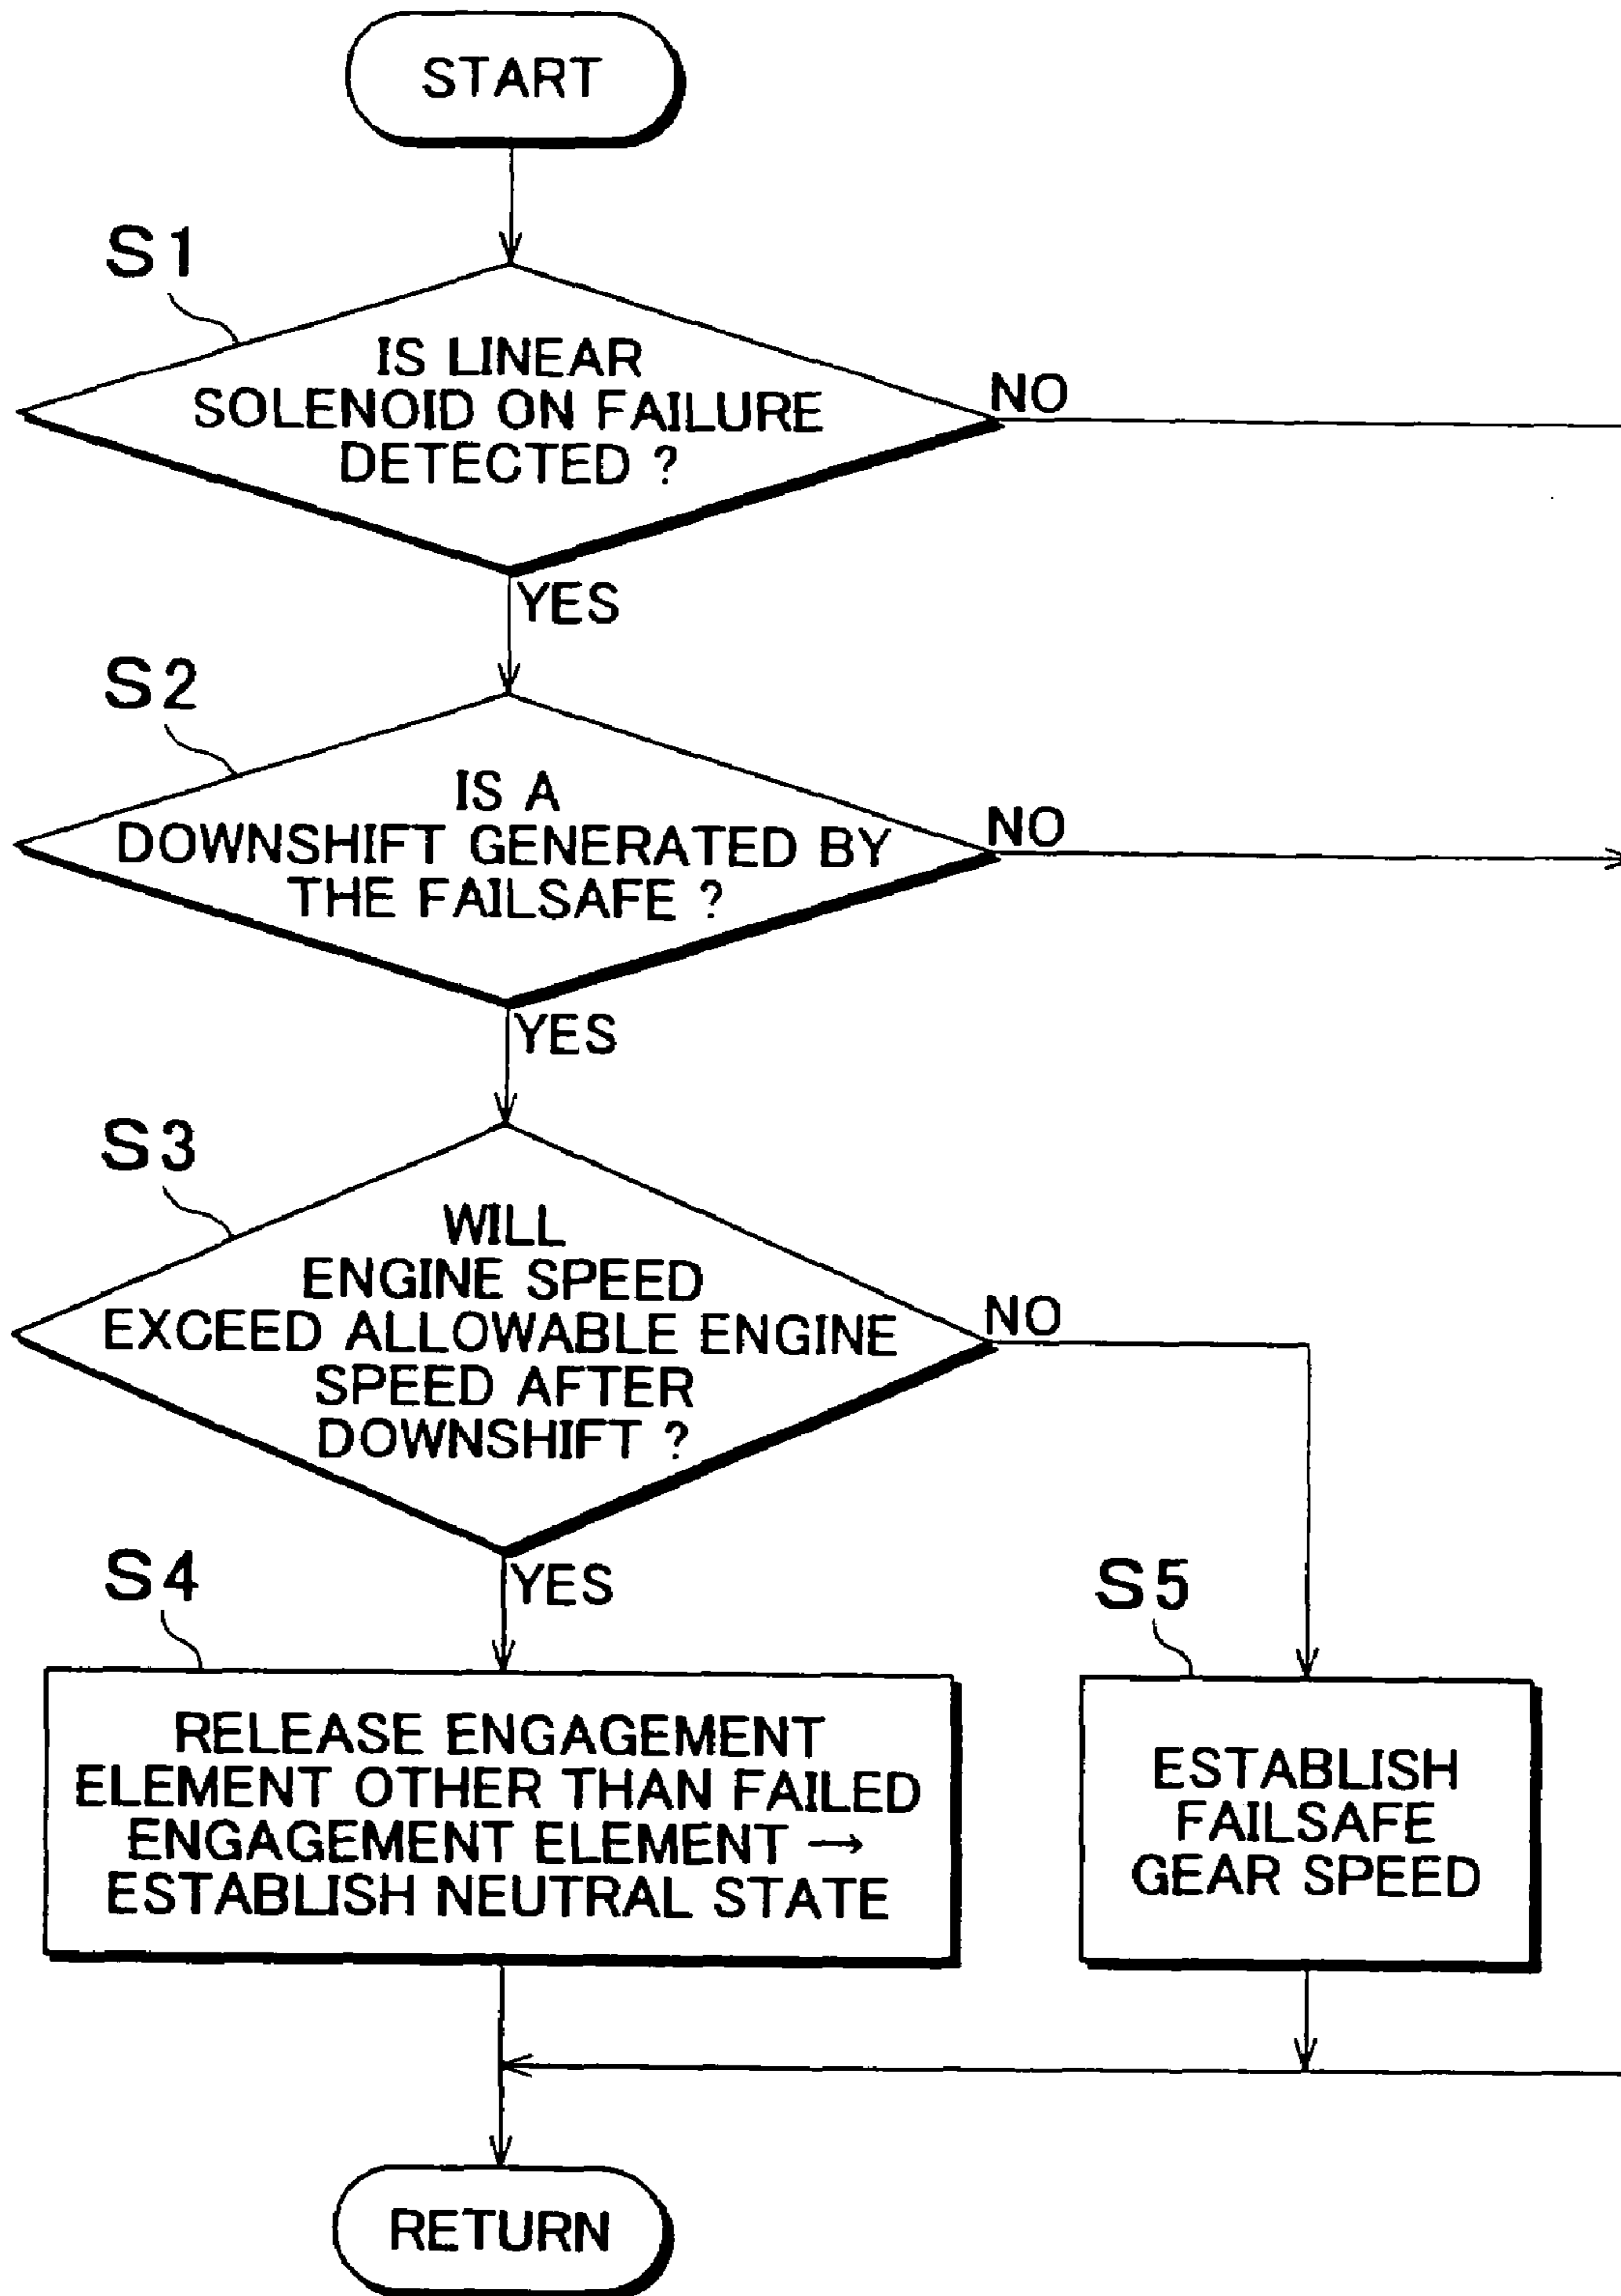 START
S1
IS LINEAR
SOLENOID ON FAILURE
DETECTED ?
NO
YES
S2
IS A
DOWNSHIFT GENERATED BY
THE FAILSAFE ?
NO
YES
S3
WILL
ENGINE SPEED
EXCEED ALLOWABLE ENGINE
SPEED AFTER
DOWNSHIFT ?
NO
YES
S4
RELEASE ENGAGEMENT
ELEMENT OTHER THAN FAILED
ENGAGEMENT ELEMENT →
ESTABLISH NEUTRAL STATE
S5
ESTABLISH
FAILSAFE
GEAR SPEED
RETURN